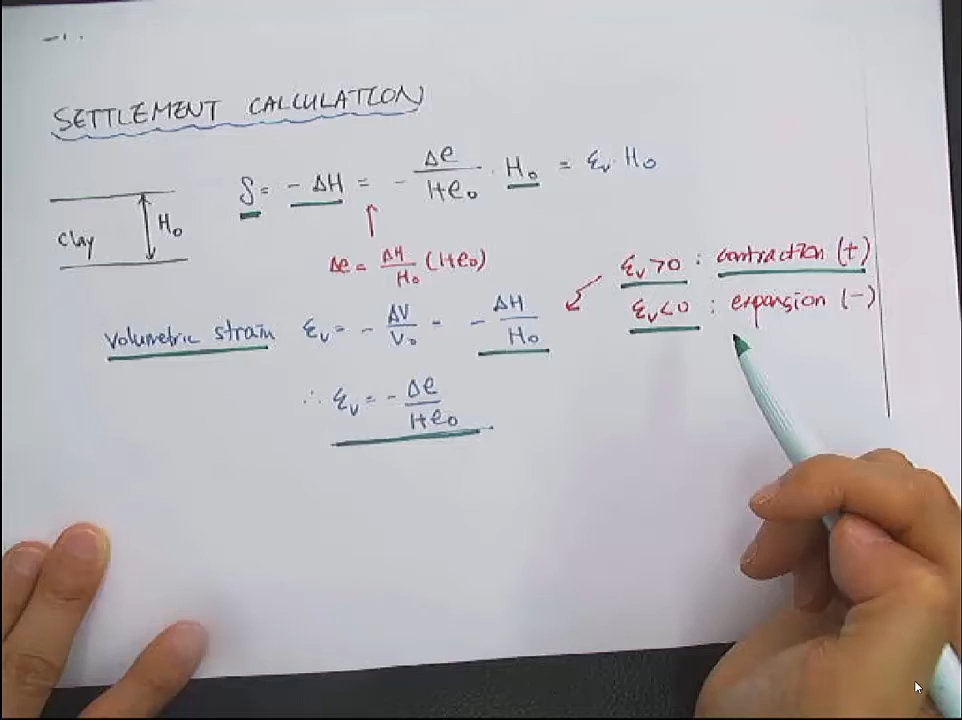 SETTLEMENT CALCULATION
δ = - ΔH = - Δe / 1+e₀ · H₀ = εᵥ · H₀
Clay H₀
Δe = ΔH / H₀ (1+e₀)
εᵥ > 0 : contraction (+)
εᵥ < 0 : expansion (-)
Volumetric strain εᵥ = - ΔV / V₀ = - ΔH / H₀
∴ εᵥ = - Δe / 1+e₀